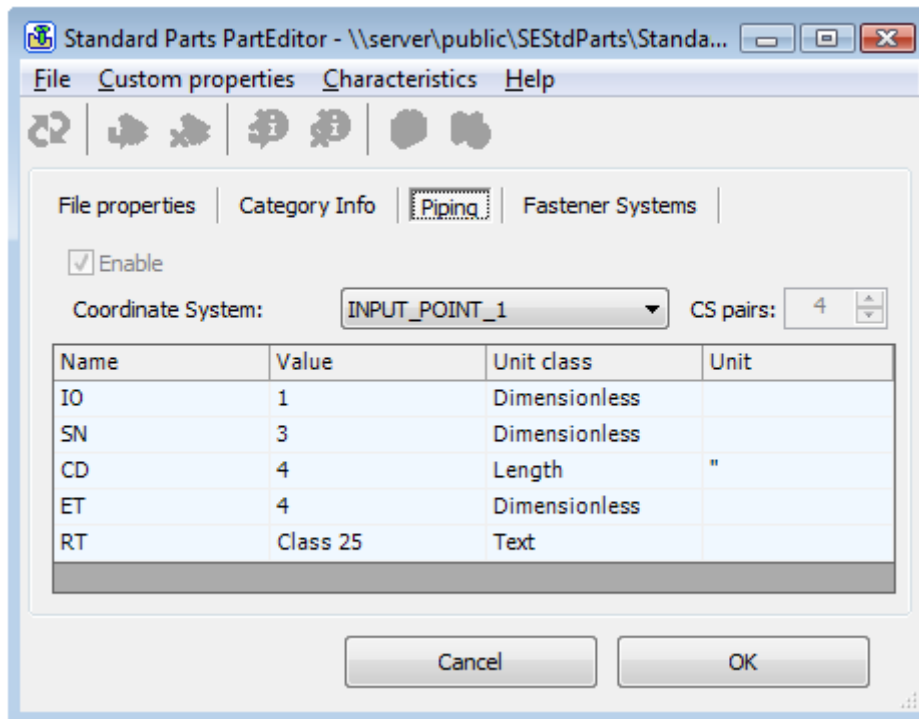 Standard Parts PartEditor - \\server\public\SEStdParts\Standa...
File Custom properties Characteristics Help
File properties Category Info Piping Fastener Systems
Enable
Coordinate System: INPUT_POINT_1 CS pairs: 4
Name Value Unit class Unit
IO 1 Dimensionless
SN 3 Dimensionless
CD 4 Length "
ET 4 Dimensionless
RT Class 25 Text
Cancel OK